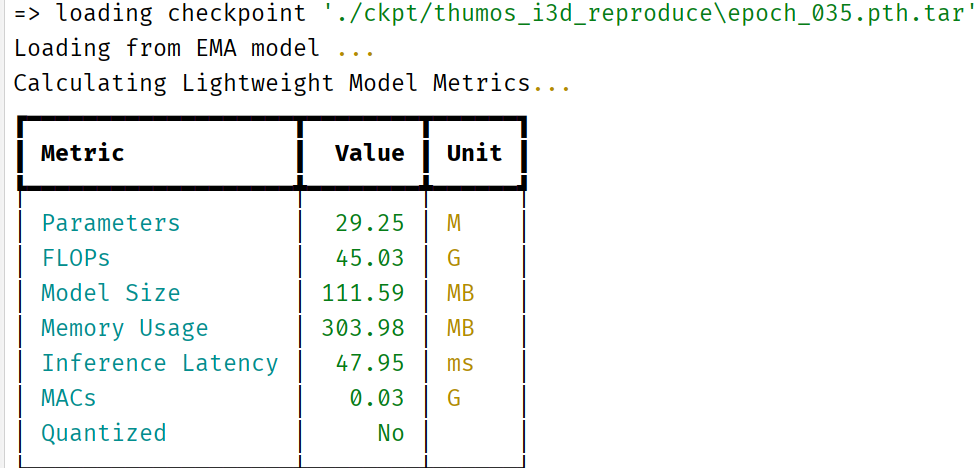 => loading checkpoint './ckpt/thumos_i3d_reproduce\epoch_035.pth.tar'
Loading from EMA model ...
Calculating Lightweight Model Metrics...
Metric Value Unit
Parameters 29.25 M
FLOPs 45.03 G
Model Size 111.59 MB
Memory Usage 303.98 MB
Inference Latency 47.95 ms
MACs 0.03 G
Quantized No